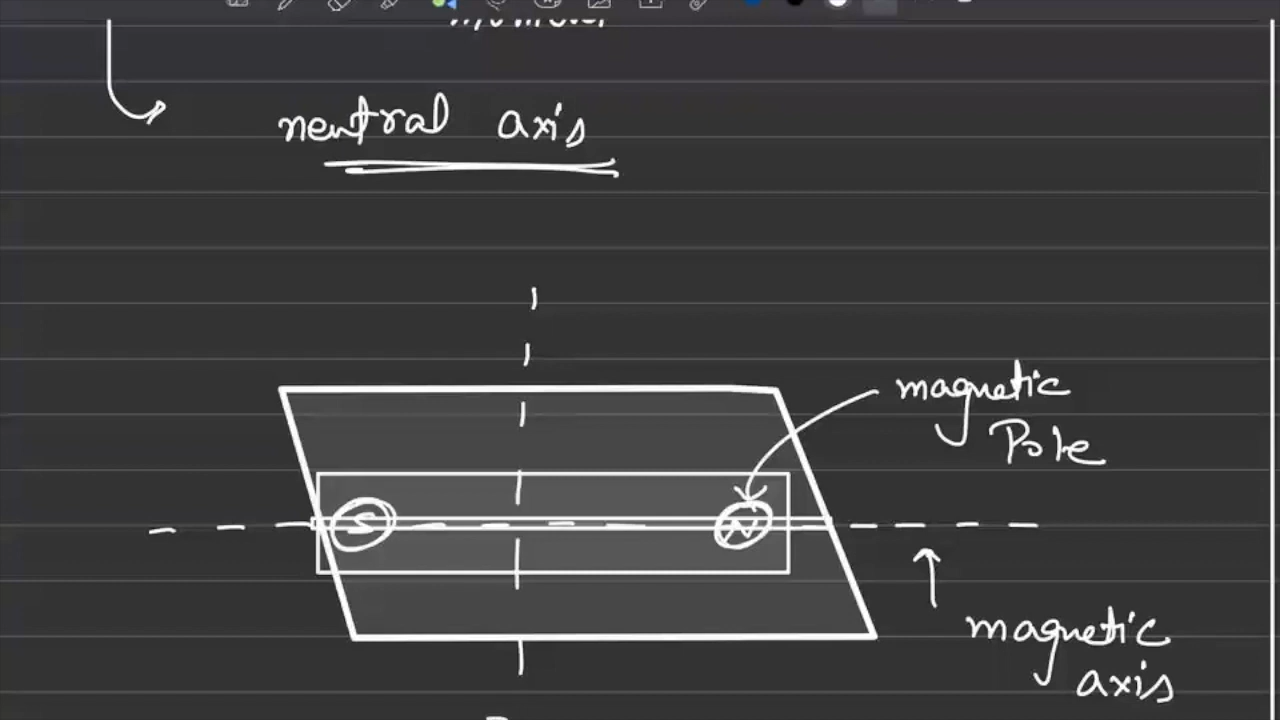 neutral axis
magnetic
Pole
S
N
magnetic
axis